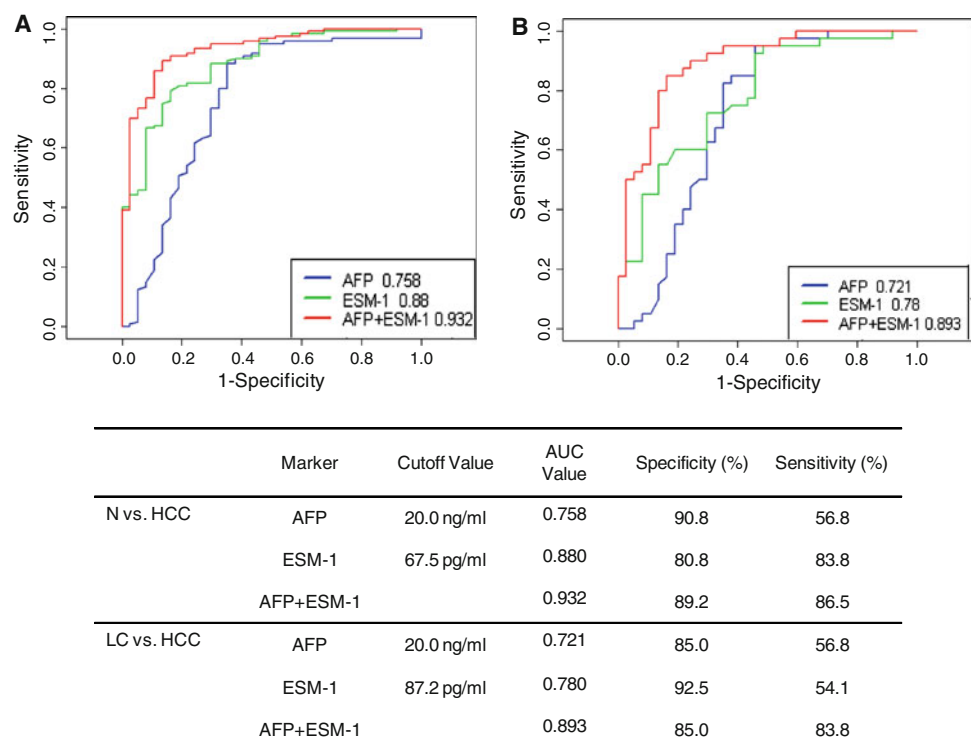 A
Sensitivity
1.0
0.8
0.6
0.4
0.2
0.0
AFP 0.758
ESM-1 0.88
AFP+ESM-1 0.932
0.0 0.2 0.4 0.6 0.8 1.0
1-Specificity
B
Sensitivity
1.0
0.8
0.6
0.4
0.2
0.0
AFP 0.721
ESM-1 0.78
AFP+ESM-1 0.893
0.0 0.2 0.4 0.6 0.8 1.0
1-Specificity
Marker Cutoff Value AUC Value Specificity (%) Sensitivity (%)
N vs. HCC AFP 20.0 ng/ml 0.758 90.8 56.8
ESM-1 67.5 pg/ml 0.880 80.8 83.8
AFP+ESM-1 0.932 89.2 86.5
LC vs. HCC AFP 20.0 ng/ml 0.721 85.0 56.8
ESM-1 87.2 pg/ml 0.780 92.5 54.1
AFP+ESM-1 0.893 85.0 83.8